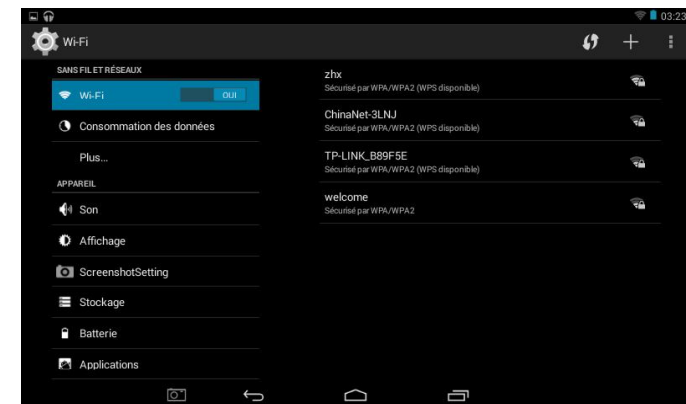 03:23
Wi-Fi
SANS FIL ET RÉSEAUX
Wi-Fi OUI
Consommation des données
Plus...
APPAREIL
Son
Affichage
ScreenshotSetting
Stockage
Batterie
Applications
zhx
Sécurisé par WPA/WPA2 (WPS disponible)
ChinaNet-3LNJ
Sécurisé par WPA/WPA2 (WPS disponible)
TP-LINK_B89F5E
Sécurisé par WPA/WPA2 (WPS disponible)
welcome
Sécurisé par WPA/WPA2